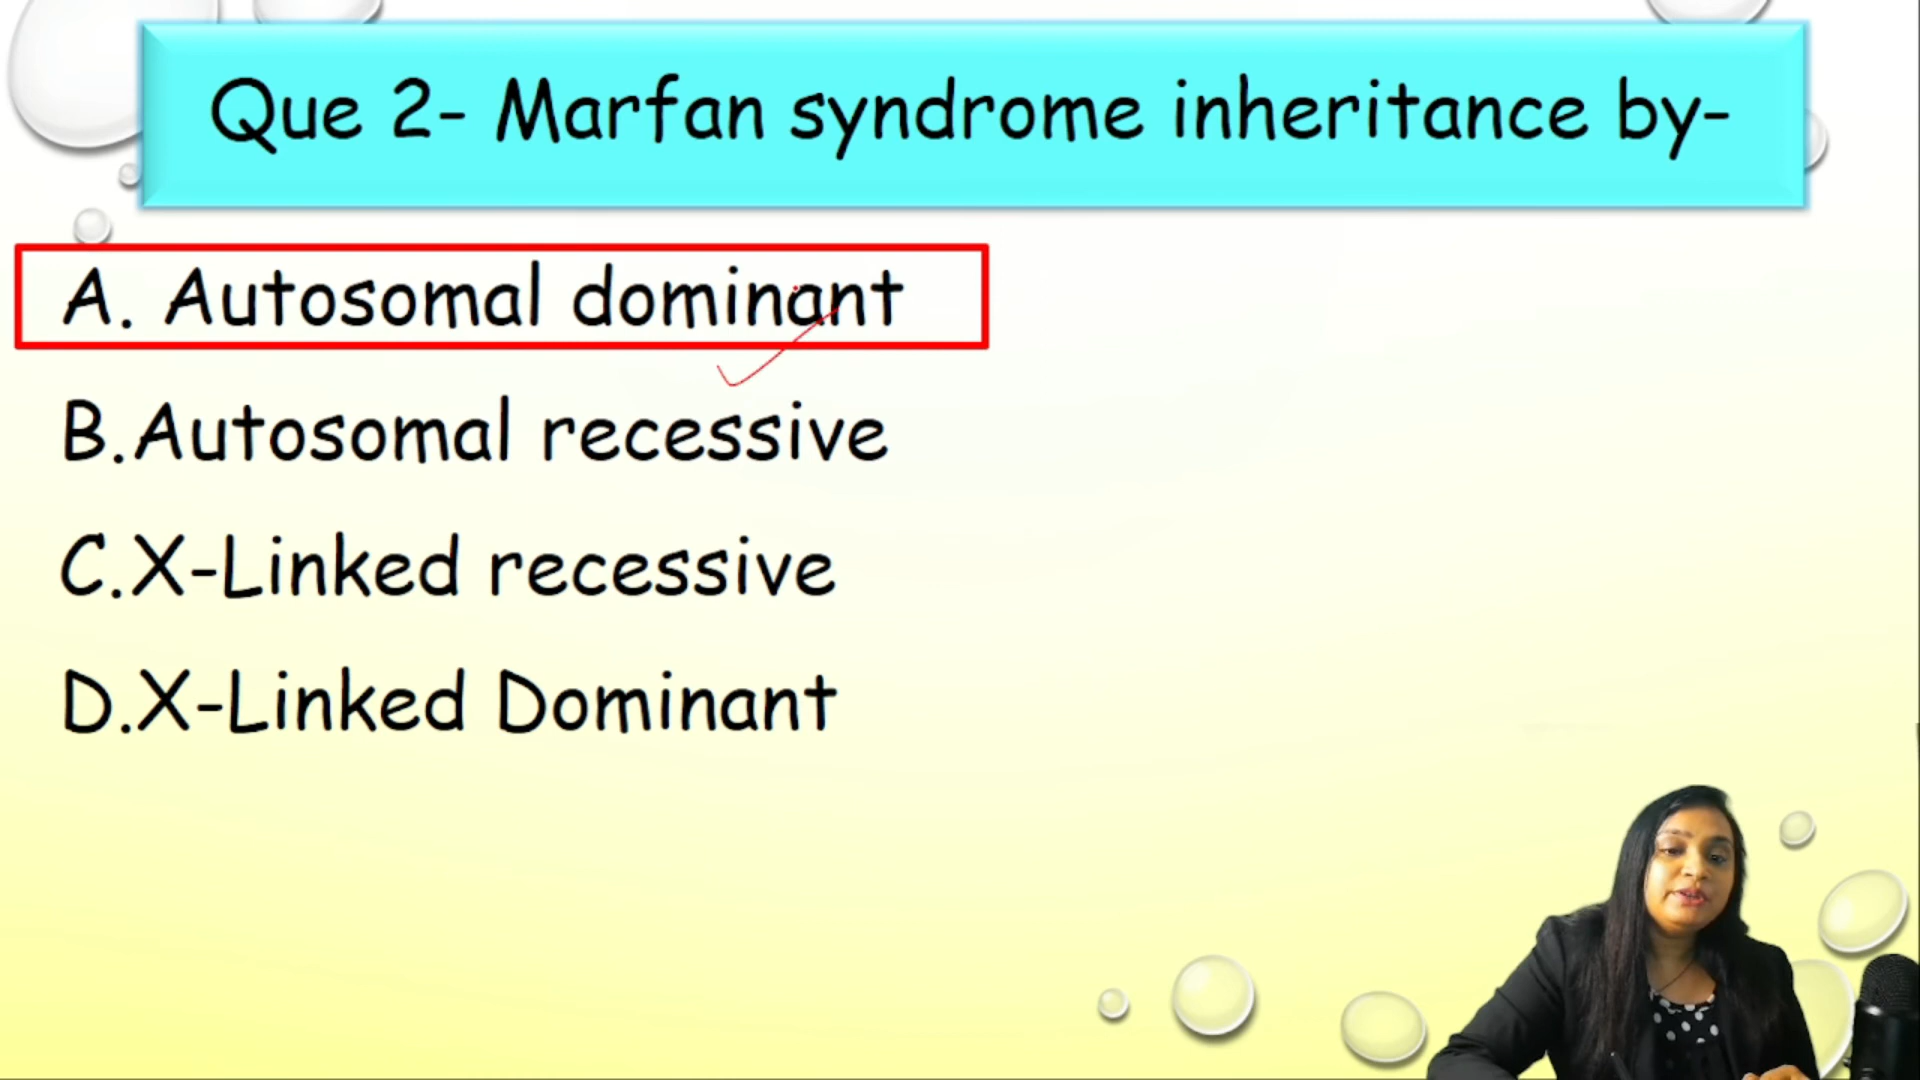 Que 2- Marfan syndrome inheritance by-
A. Autosomal dominant
B.Autosomal recessive
C.X-Linked recessive
D.X-Linked Dominant